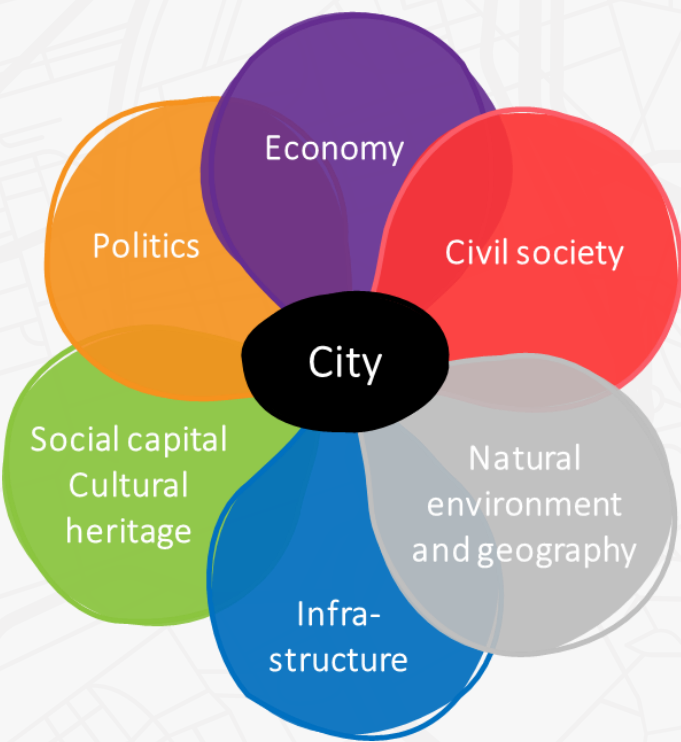 Economy
Politics
Civil society
City
Social capital
Cultural
heritage
Natural
environment
and geography
Infra-
structure